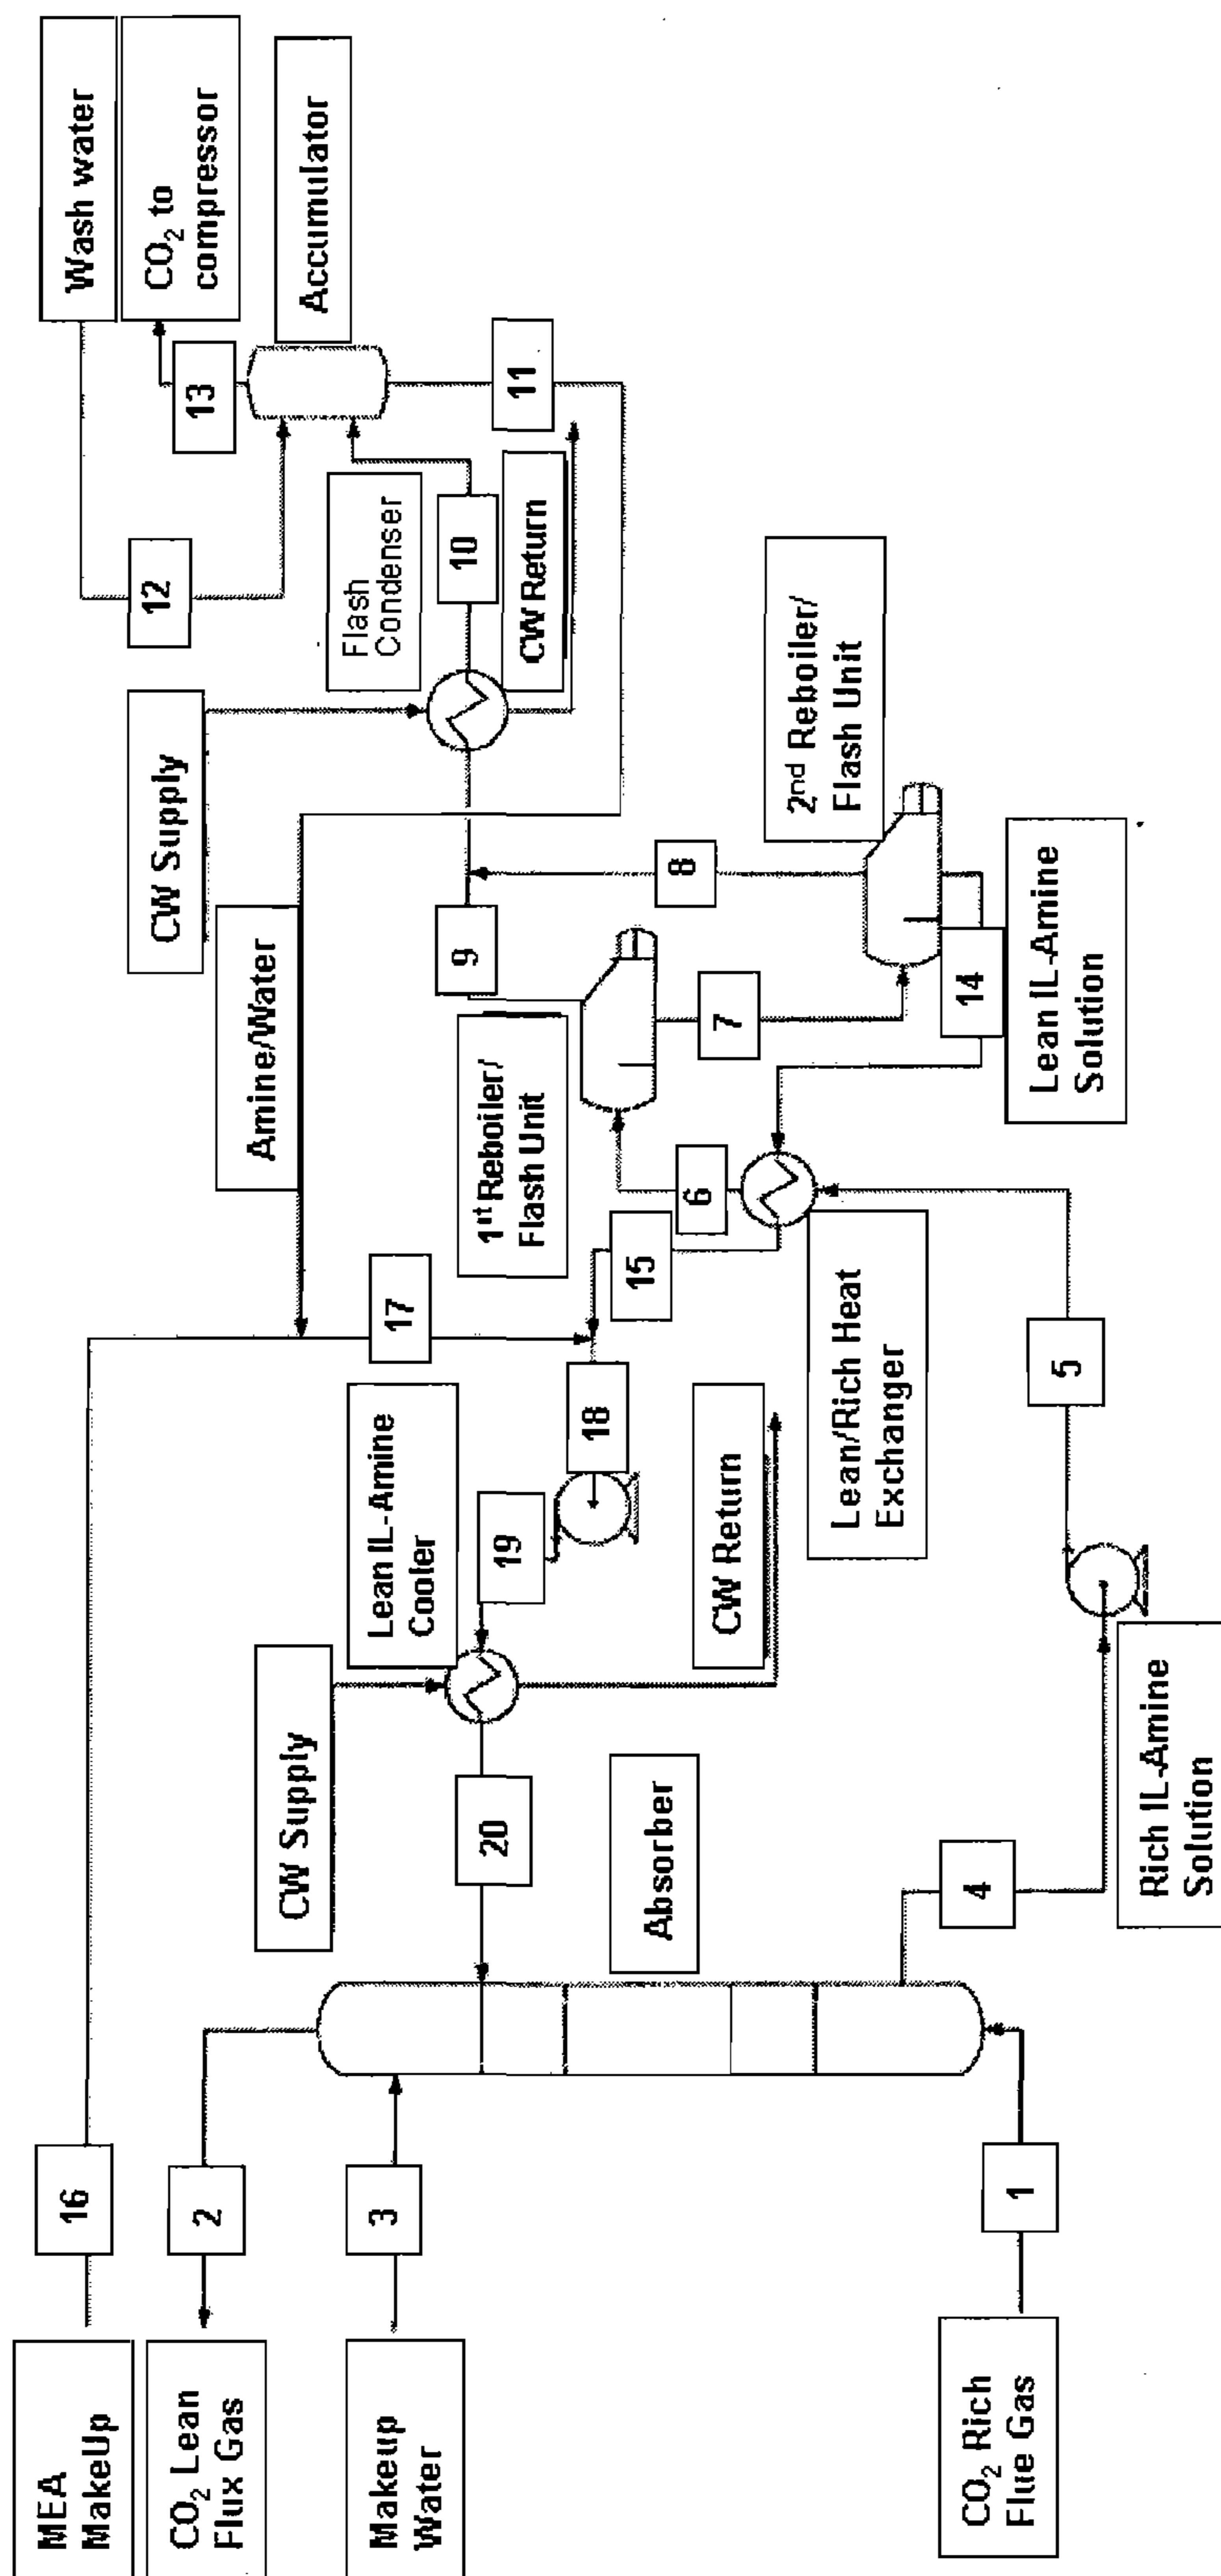 MEA
MakeUp
16
CO₂ Lean
Flux Gas
2
Makeup
Water
3
CO₂ Rich
Flue Gas
1
Absorber
4
Rich IL-Amine
Solution
5
CW Supply
20
Lean IL-Amine
Cooler
19
18
CW Return
17
15
Lean/Rich Heat
Exchanger
6
1st Reboiler/
Flash Unit
7
14
Lean IL-Amine
Solution
2nd Reboiler/
Flash Unit
8
9
Amine/Water
CW Supply
Flash
Condenser
10
CW Return
11
12
13
Accumulator
Wash water
CO₂ to
compressor